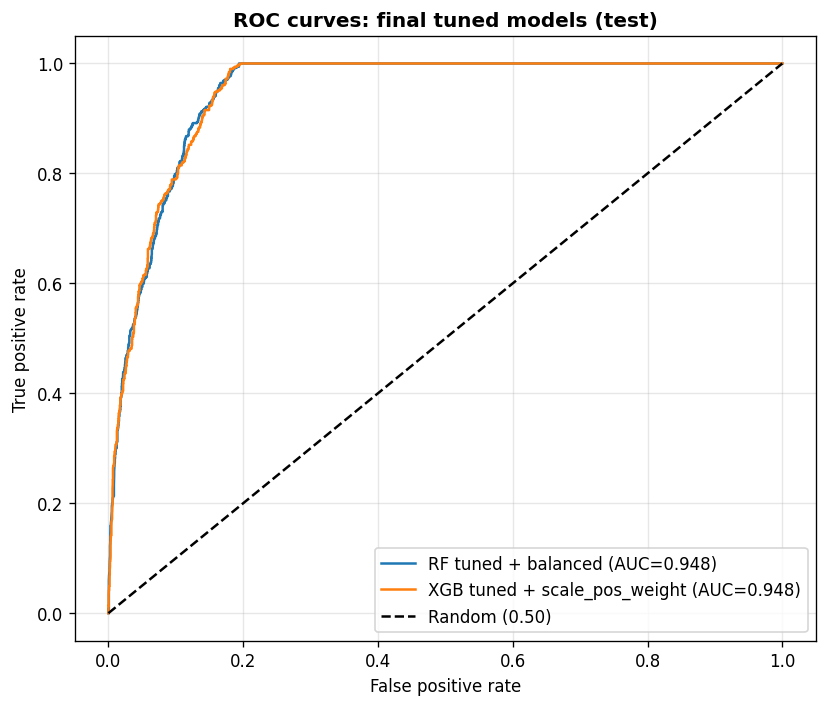 ROC curves: final tuned models (test)
True positive rate
1.0
0.8
0.6
0.4
0.2
0.0
RF tuned + balanced (AUC=0.948)
XGB tuned + scale_pos_weight (AUC=0.948)
Random (0.50)
0.0 0.2 0.4 0.6 0.8 1.0
False positive rate